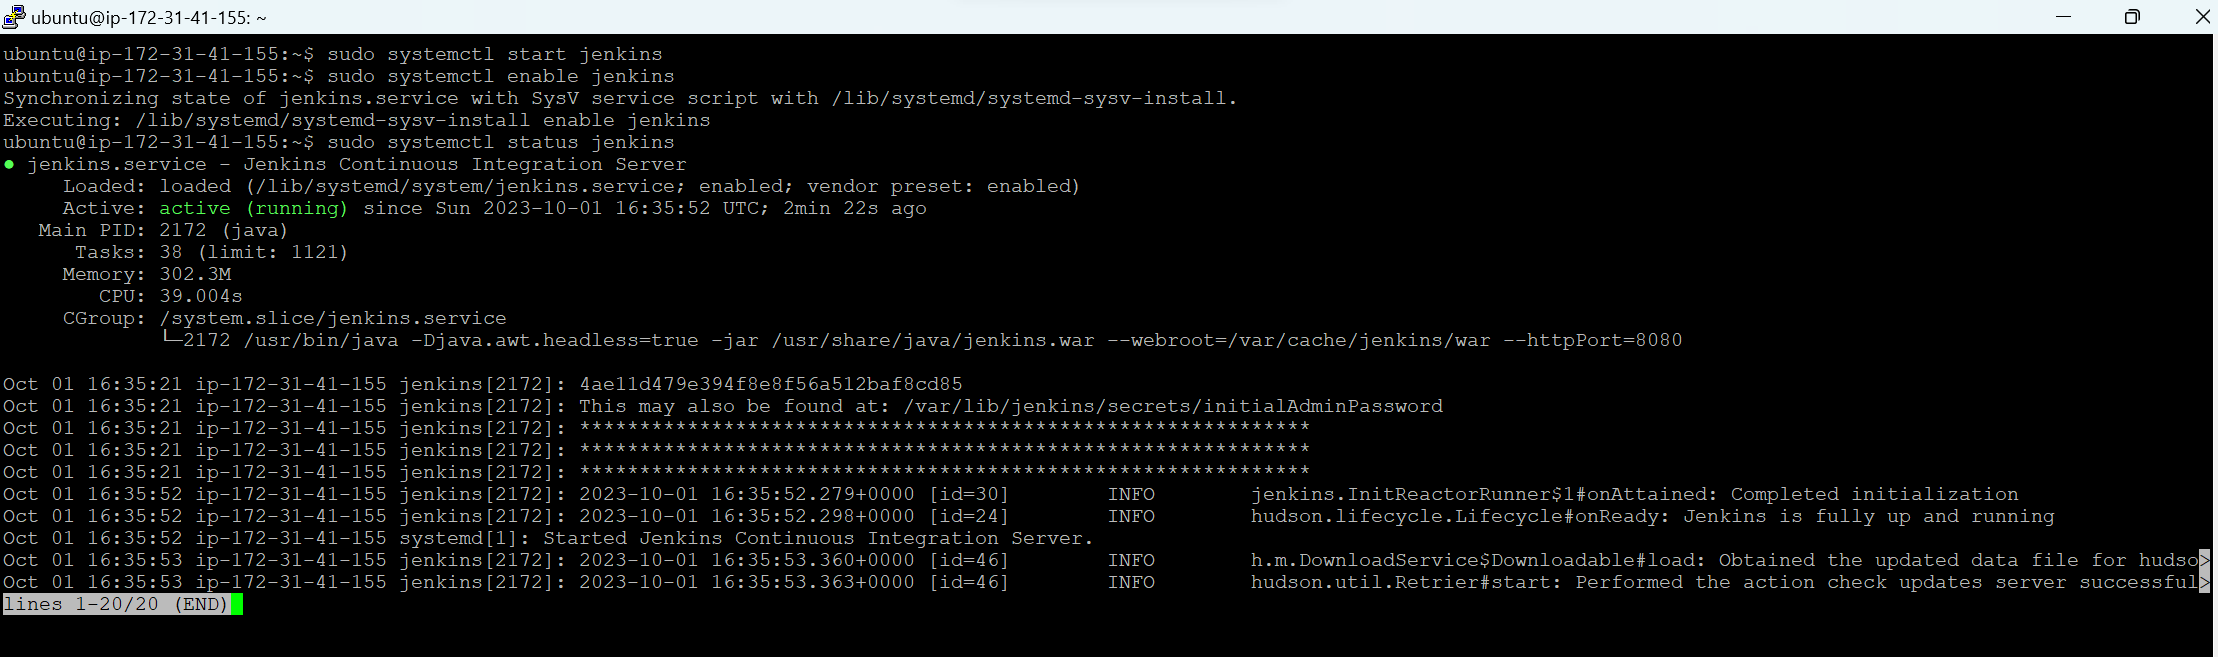 ubuntu@ip-172-31-41-155: ~
ubuntu@ip-172-31-41-155:~$ sudo systemctl start jenkins
ubuntu@ip-172-31-41-155:~$ sudo systemctl enable jenkins
Synchronizing state of jenkins.service with SysV service script with /lib/systemd/systemd-sysv-install.
Executing: /lib/systemd/systemd-sysv-install enable jenkins
ubuntu@ip-172-31-41-155:~$ sudo systemctl status jenkins
● jenkins.service - Jenkins Continuous Integration Server
     Loaded: loaded (/lib/systemd/system/jenkins.service; enabled; vendor preset: enabled)
     Active: active (running) since Sun 2023-10-01 16:35:52 UTC; 2min 22s ago
   Main PID: 2172 (java)
      Tasks: 38 (limit: 1121)
     Memory: 302.3M
        CPU: 39.004s
     CGroup: /system.slice/jenkins.service
             └─2172 /usr/bin/java -Djava.awt.headless=true -jar /usr/share/java/jenkins.war --webroot=/var/cache/jenkins/war --httpPort=8080
Oct 01 16:35:21 ip-172-31-41-155 jenkins[2172]: 4ae11d479e394f8e8f56a512baf8cd85
Oct 01 16:35:21 ip-172-31-41-155 jenkins[2172]: This may also be found at: /var/lib/jenkins/secrets/initialAdminPassword
Oct 01 16:35:21 ip-172-31-41-155 jenkins[2172]: *************************************************************
Oct 01 16:35:21 ip-172-31-41-155 jenkins[2172]: *************************************************************
Oct 01 16:35:21 ip-172-31-41-155 jenkins[2172]: *************************************************************
Oct 01 16:35:52 ip-172-31-41-155 jenkins[2172]: 2023-10-01 16:35:52.279+0000 [id=30]        INFO        jenkins.InitReactorRunner$1#onAttained: Completed initialization
Oct 01 16:35:52 ip-172-31-41-155 jenkins[2172]: 2023-10-01 16:35:52.298+0000 [id=24]        INFO        hudson.lifecycle.Lifecycle#onReady: Jenkins is fully up and running
Oct 01 16:35:52 ip-172-31-41-155 systemd[1]: Started Jenkins Continuous Integration Server.
Oct 01 16:35:53 ip-172-31-41-155 jenkins[2172]: 2023-10-01 16:35:53.360+0000 [id=46]        INFO        h.m.DownloadService$Downloadable#load: Obtained the updated data file for hudso>
Oct 01 16:35:53 ip-172-31-41-155 jenkins[2172]: 2023-10-01 16:35:53.363+0000 [id=46]        INFO        hudson.util.Retrier#start: Performed the action check updates server successful>
lines 1-20/20 (END)